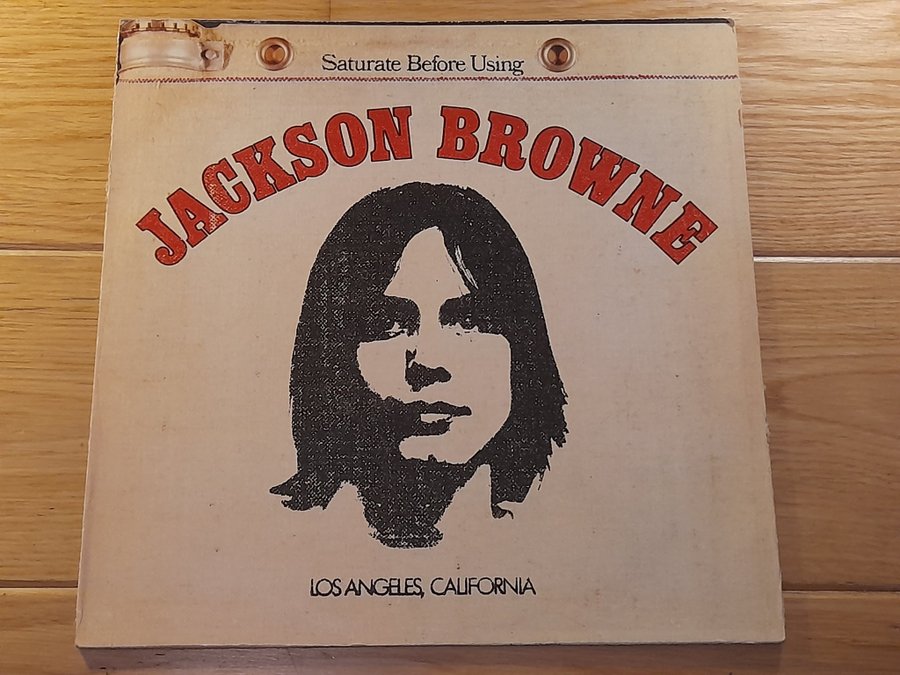 Saturate Before Using
JACKSON BROWNE
LOS ANGELES, CALIFORNIA